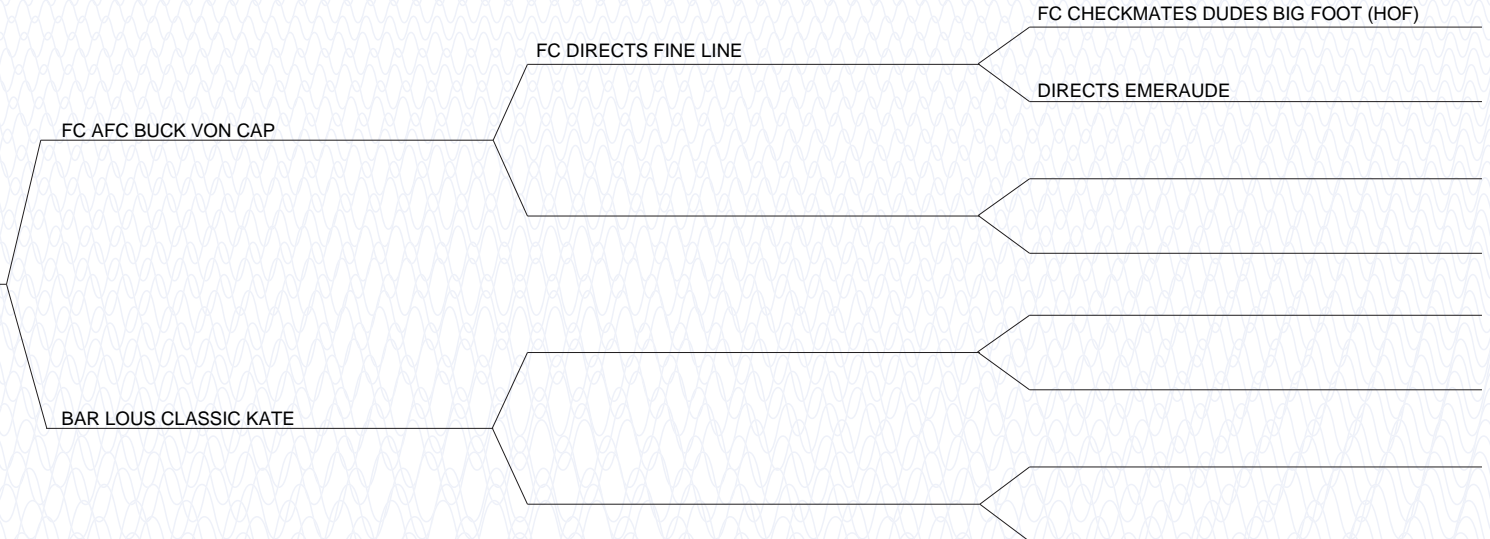 FC CHECKMATES DUDES BIG FOOT (HOF)
FC DIRECTS FINE LINE
DIRECTS EMERAUDE
FC AFC BUCK VON CAP
BAR LOUS CLASSIC KATE